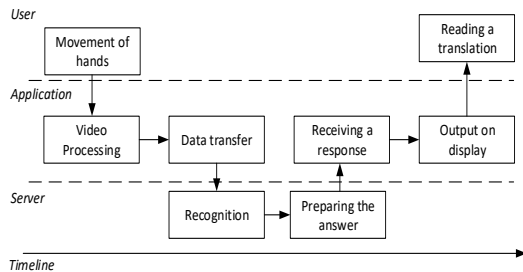 User
Movement of
hands
Reading a
translation
Application
Video
Processing
Data transfer
Receiving a
response
Output on
display
Server
Recognition
Preparing the
answer
Timeline